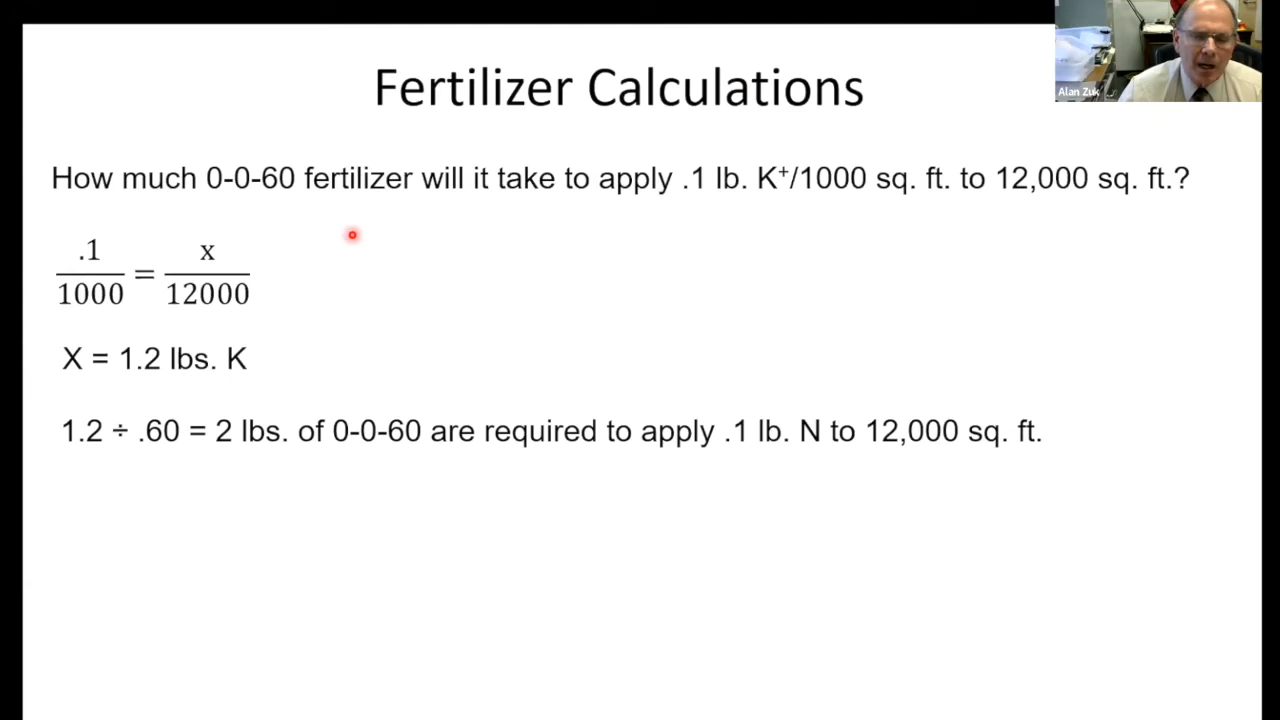 Fertilizer Calculations
Alan Zuk
How much 0-0-60 fertilizer will it take to apply .1 lb. K⁺/1000 sq. ft. to 12,000 sq. ft.?
.1/1000 = x/12000
X = 1.2 lbs. K
1.2 ÷ .60 = 2 lbs. of 0-0-60 are required to apply .1 lb. N to 12,000 sq. ft.